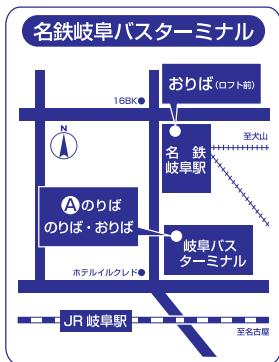 名鉄岐阜バスターミナル
おりば(ロフト前)
16BK●
N
名鉄
岐阜駅
至犬山
Ⓐのりば
のりば・おりば
岐阜バス
ターミナル
ホテルイルクレド●
JR岐阜駅
至名古屋